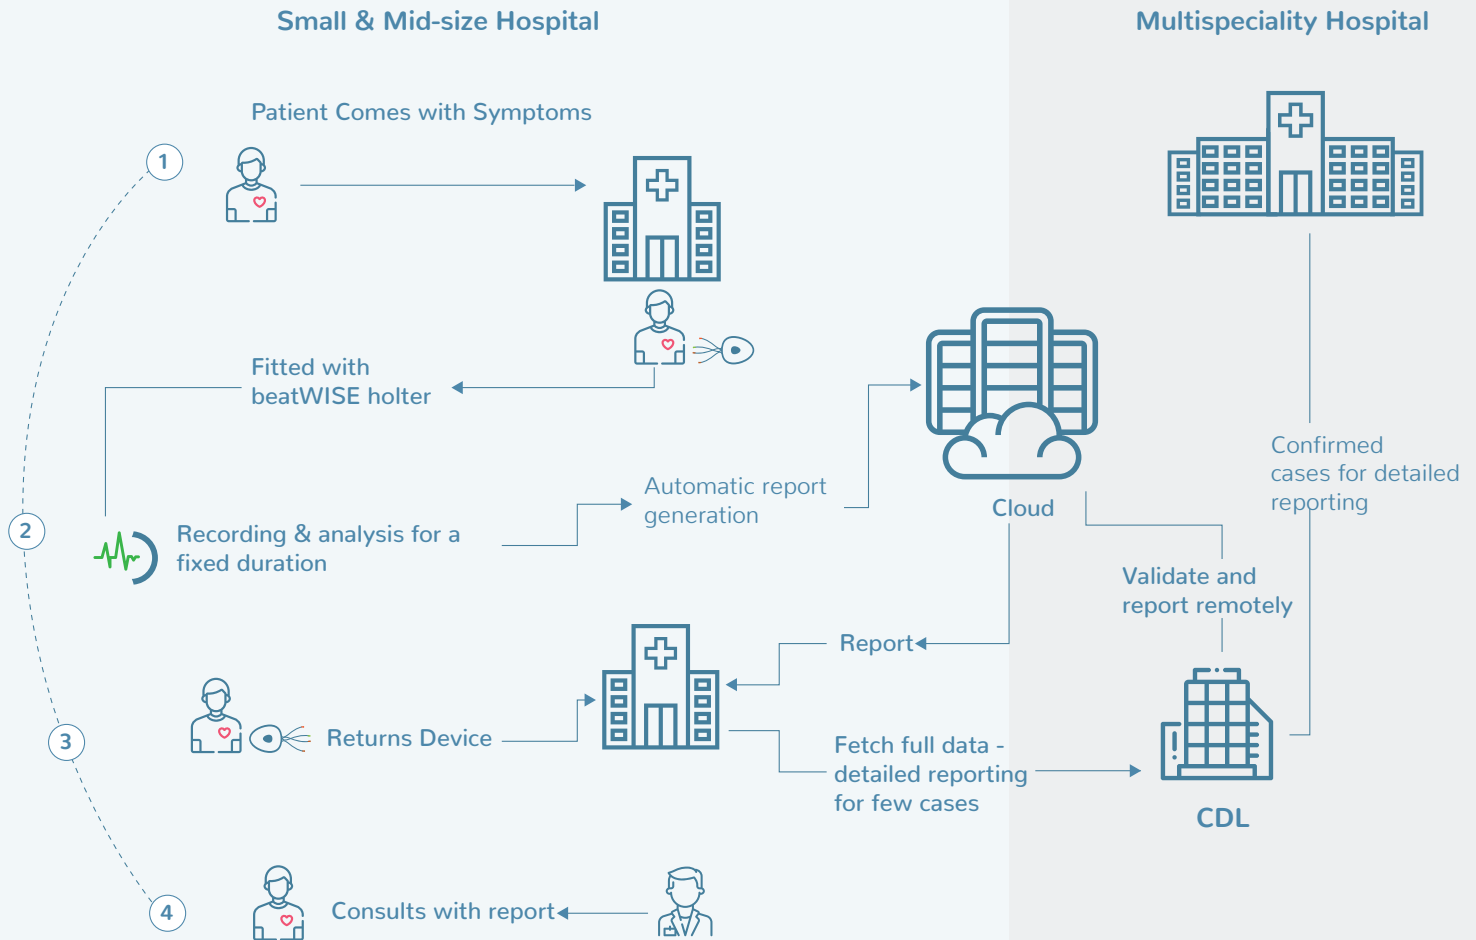 Small & Mid-size Hospital
Multispeciality Hospital
Patient Comes with Symptoms
1
Fitted with
beatWISE holter
Automatic report
generation
Cloud
Confirmed
cases for detailed
reporting
2
Recording & analysis for a
fixed duration
Validate and
report remotely
Report
3
Returns Device
Fetch full data -
detailed reporting
for few cases
CDL
4
Consults with report